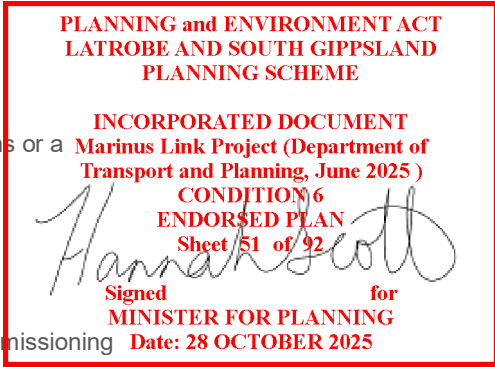 PLANNING and ENVIRONMENT ACT
LATROBE AND SOUTH GIPPSLAND
PLANNING SCHEME
INCORPORATED DOCUMENT
ns or a
Marinus Link Project (Department of
Transport and Planning, June 2025 )
CONDITION 6
ENDORSED PLAN
Sheet 51 of 92
Hannah Scott
Signed for
MINISTER FOR PLANNING
missioning
Date: 28 OCTOBER 2025